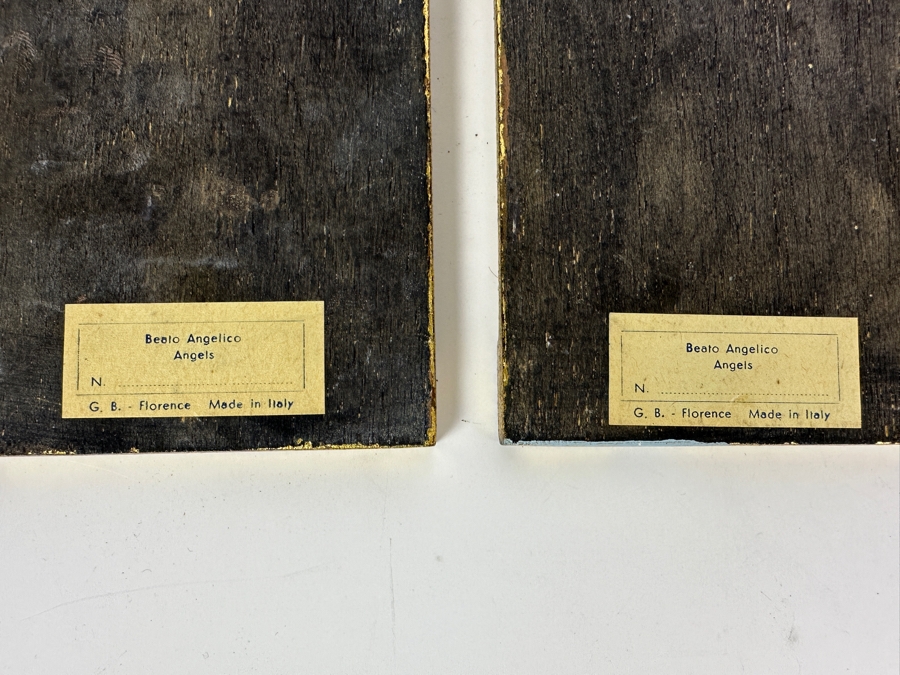 Beato Angelico
Angels
N. ....................
G. B. - Florence Made in Italy
Beato Angelico
Angels
N. ....................
G. B. - Florence Made in Italy